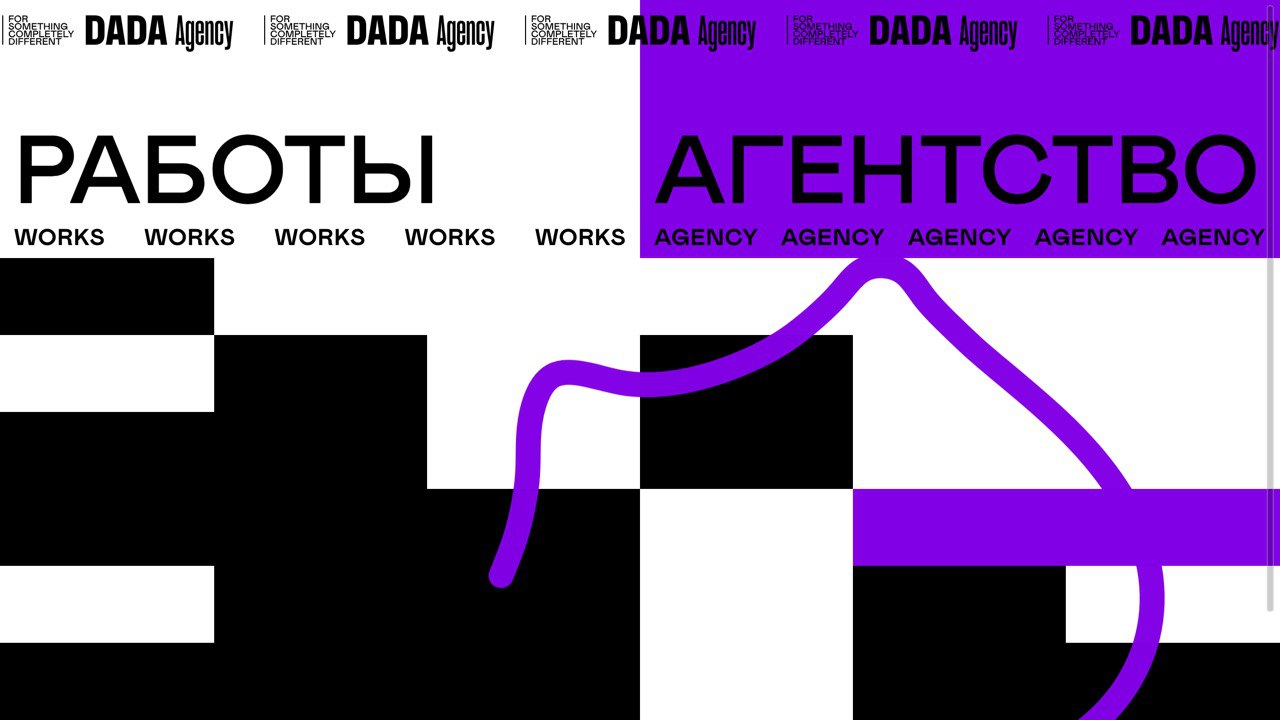 FOR SOMETHING COMPLETELY DIFFERENT DADA Agency FOR SOMETHING COMPLETELY DIFFERENT DADA Agency FOR SOMETHING COMPLETELY DIFFERENT DADA Agency FOR SOMETHING COMPLETELY DIFFERENT DADA Agency FOR SOMETHING COMPLETELY DIFFERENT DADA Agency
РАБОТЫ
WORKS WORKS WORKS WORKS WORKS
АГЕНТСТВО
AGENCY AGENCY AGENCY AGENCY AGENCY